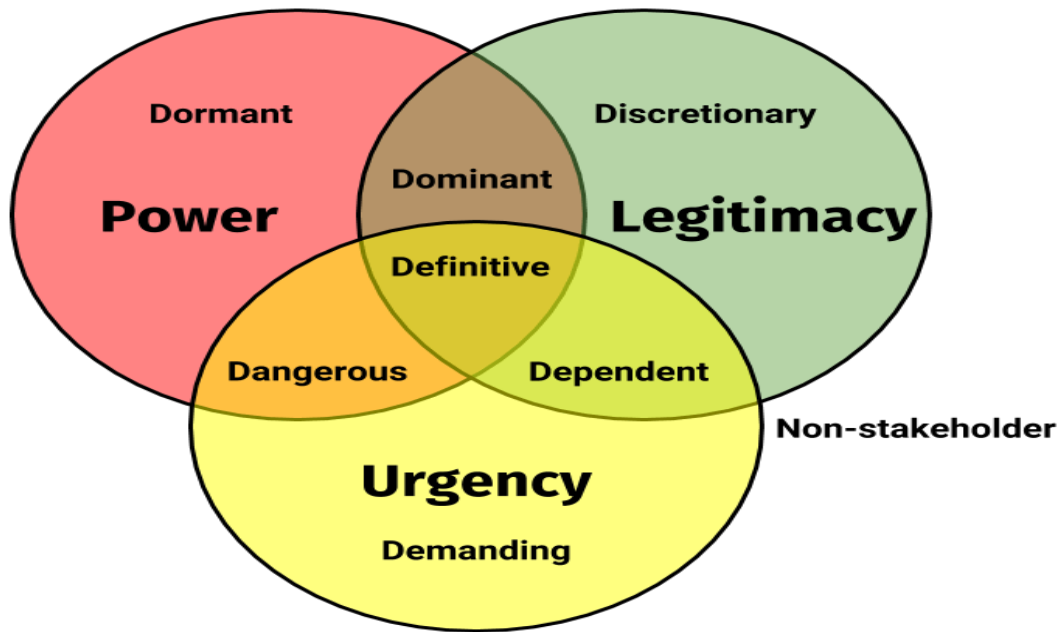 Dormant
Discretionary
Dominant
Power
Legitimacy
Definitive
Dangerous
Dependent
Non-stakeholder
Urgency
Demanding